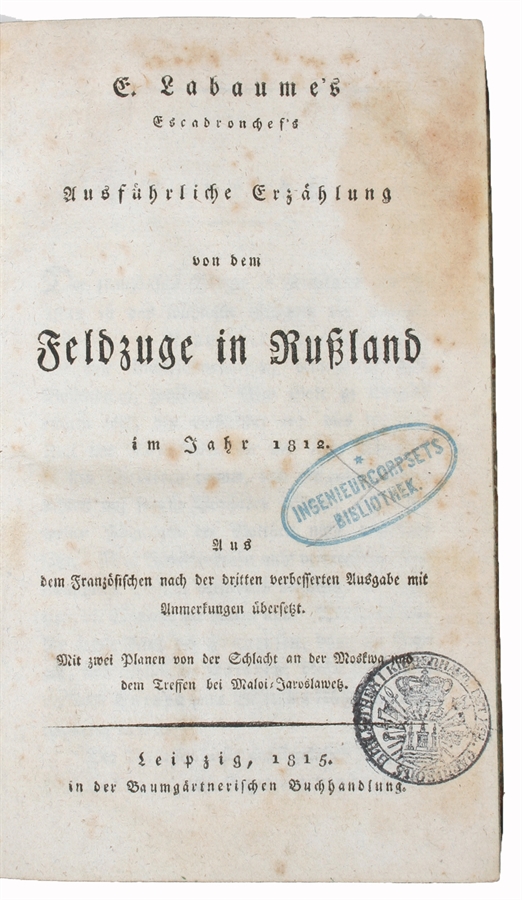 E. Labaume's
Escadronchef's
Ausführliche Erzählung
von dem
Feldzuge in Rußland
im Jahr 1812.
INGENIEURCORPSETS
BIBLIOTHEK.
Aus
dem Französischen nach der dritten verbesserten Ausgabe mit
Anmerkungen übersetzt.
Mit zwei Planen von der Schlacht an der Moskwa und
dem Treffen bei Maloi-Jaroslawetz.
Leipzig, 1815.
in der Baumgärtnerischen Buchhandlung.